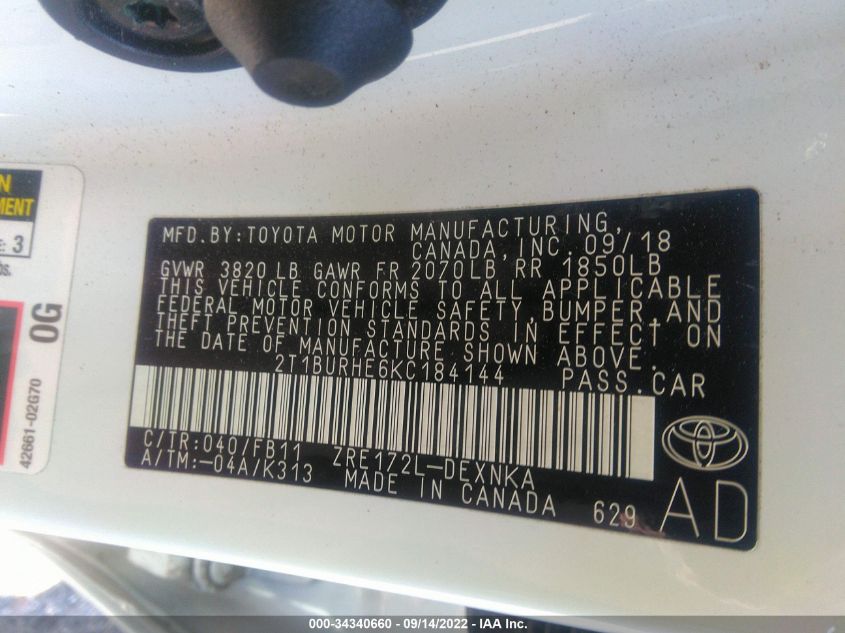 MFD.BY:TOYOTA MOTOR MANUFACTURING,
CANADA, INC. 09/18
GVWR 3820 LB GAWR FR 2070LB RR 1850LB
THIS VEHICLE CONFORMS TO ALL APPLICABLE
FEDERAL MOTOR VEHICLE SAFETY, BUMPER, AND
THEFT PREVENTION STANDARDS IN EFFECT ON
THE DATE OF MANUFACTURE SHOWN ABOVE.
2T1BURHE6KC184144 PASS.CAR
C/TR:040/FB11 ZRE172L-DEXNKA
A/TM:-04A/K313 MADE IN CANADA 629
AD
N
MENT
: 3
bs.
0G
42661-02G70
000-34340660 - 09/14/2022 - IAA Inc.